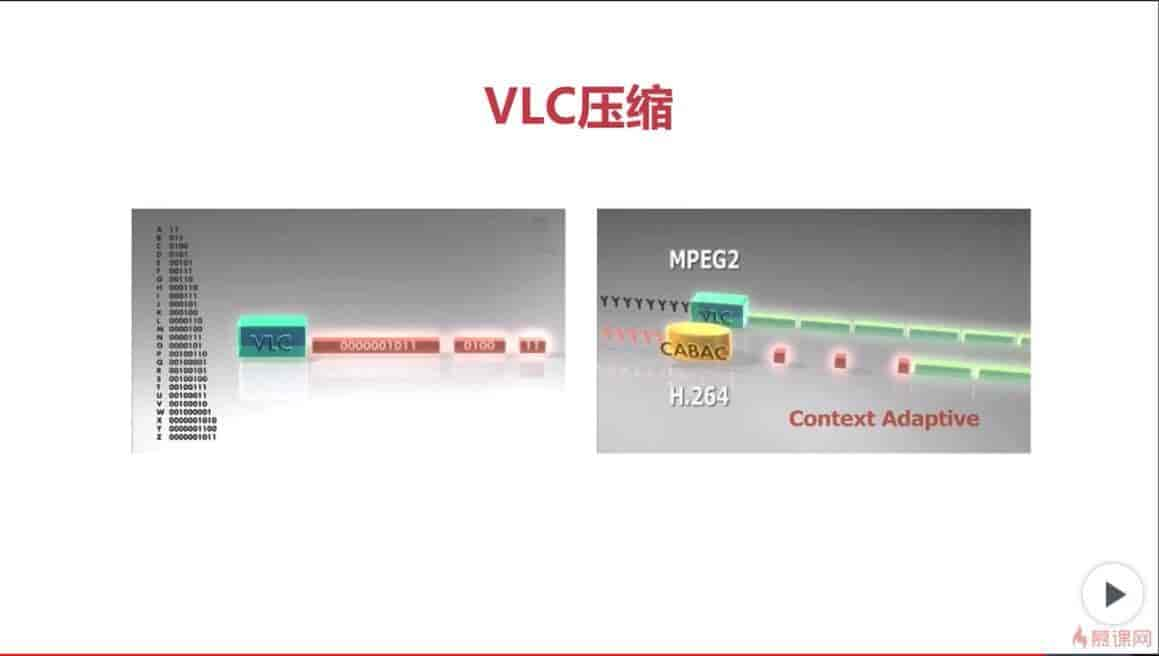 VLC压缩
A 11
B 011
C 0100
D 0101
E 00101
F 00111
G 00110
H 000110
I 000111
J 000101
K 000100
L 0000110
M 0000100
N 0000111
O 0000101
P 00100110
Q 00100001
R 00100101
S 00100100
T 00100111
U 00100011
V 00100010
W 001000001
X 0000001010
Y 0000001100
Z 0000001011
VLC 0000001011 0100 11
MPEG2
YYYYYYYY VLC
YYYYY CABAC
H.264
Context Adaptive
慕课网